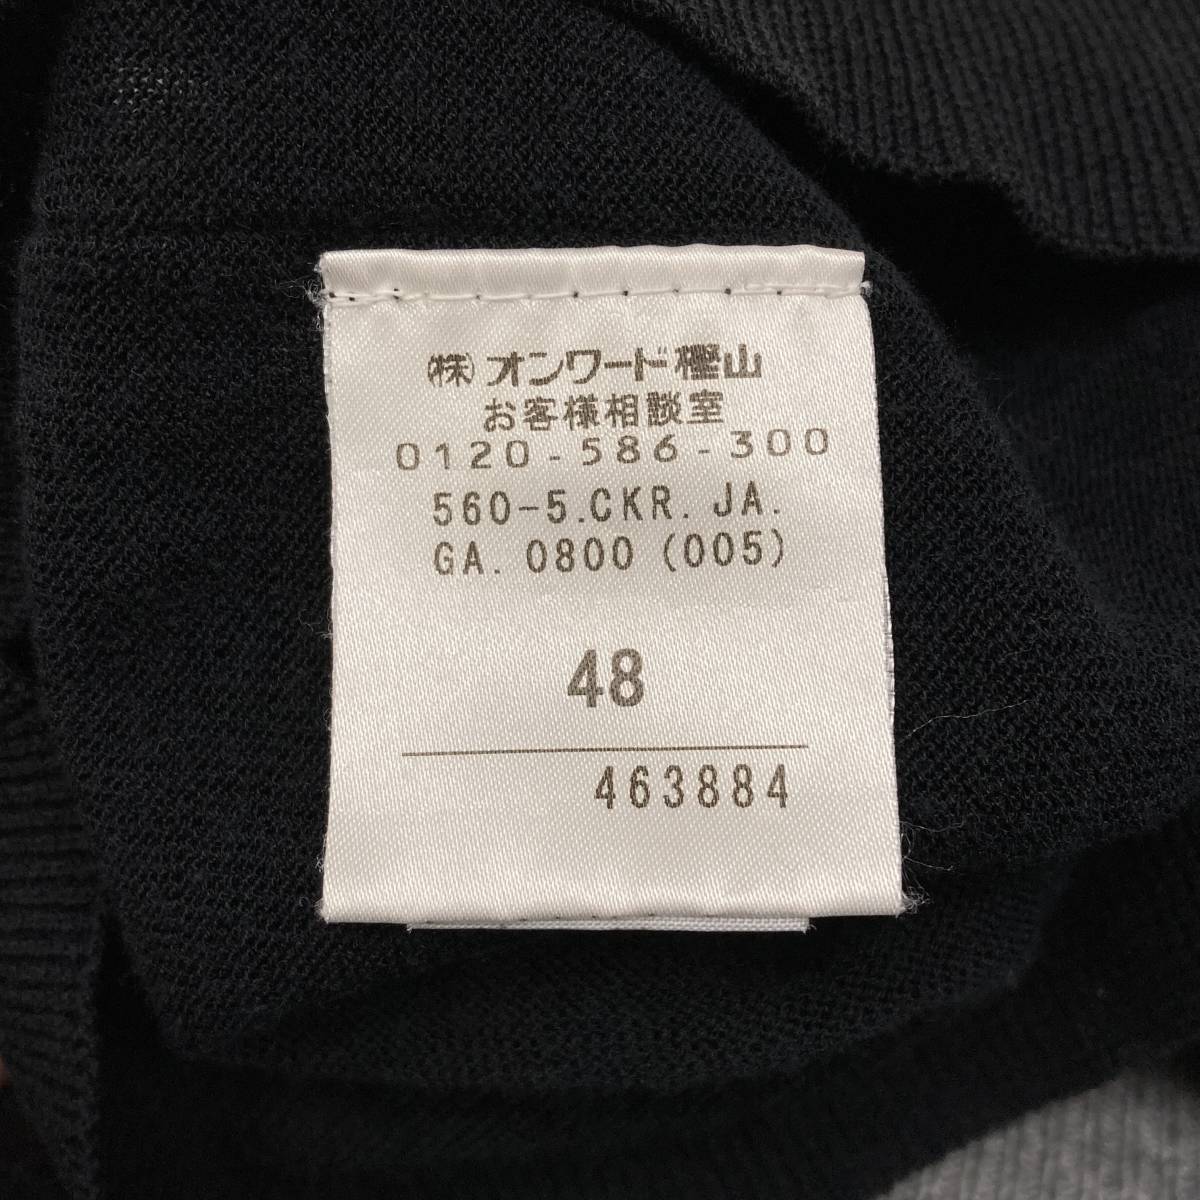 (株)オンワード樫山
お客様相談室
0120-586-300
560-5.CKR. JA.
GA. 0800 (005)
48
463884